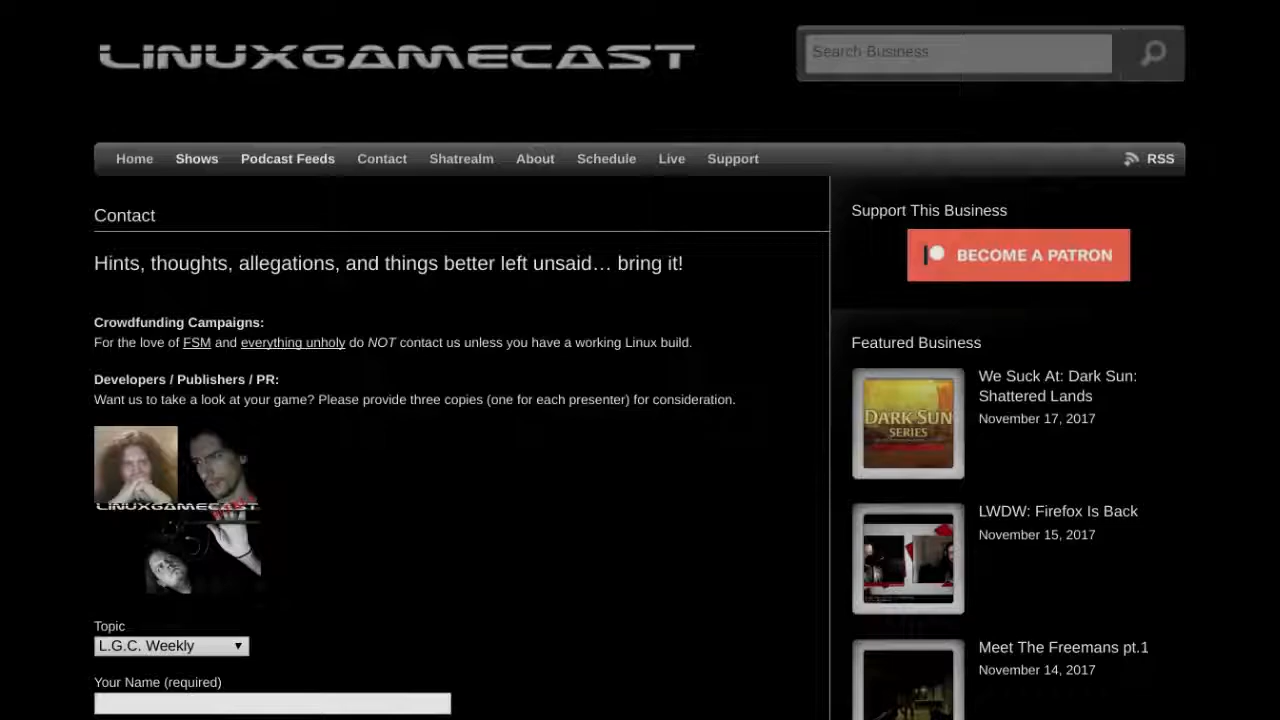 LINUXGAMECAST
Search Business
Home Shows Podcast Feeds Contact Shatrealm About Schedule Live Support RSS
Contact
Hints, thoughts, allegations, and things better left unsaid… bring it!
Crowdfunding Campaigns:
For the love of FSM and everything unholy do NOT contact us unless you have a working Linux build.
Developers / Publishers / PR:
Want us to take a look at your game? Please provide three copies (one for each presenter) for consideration.
LINUXGAMECAST
Topic
L.G.C. Weekly
Your Name (required)
Support This Business
BECOME A PATRON
Featured Business
DARK SUN
SERIES
We Suck At: Dark Sun:
Shattered Lands
November 17, 2017
LWDW: Firefox Is Back
November 15, 2017
Meet The Freemans pt.1
November 14, 2017